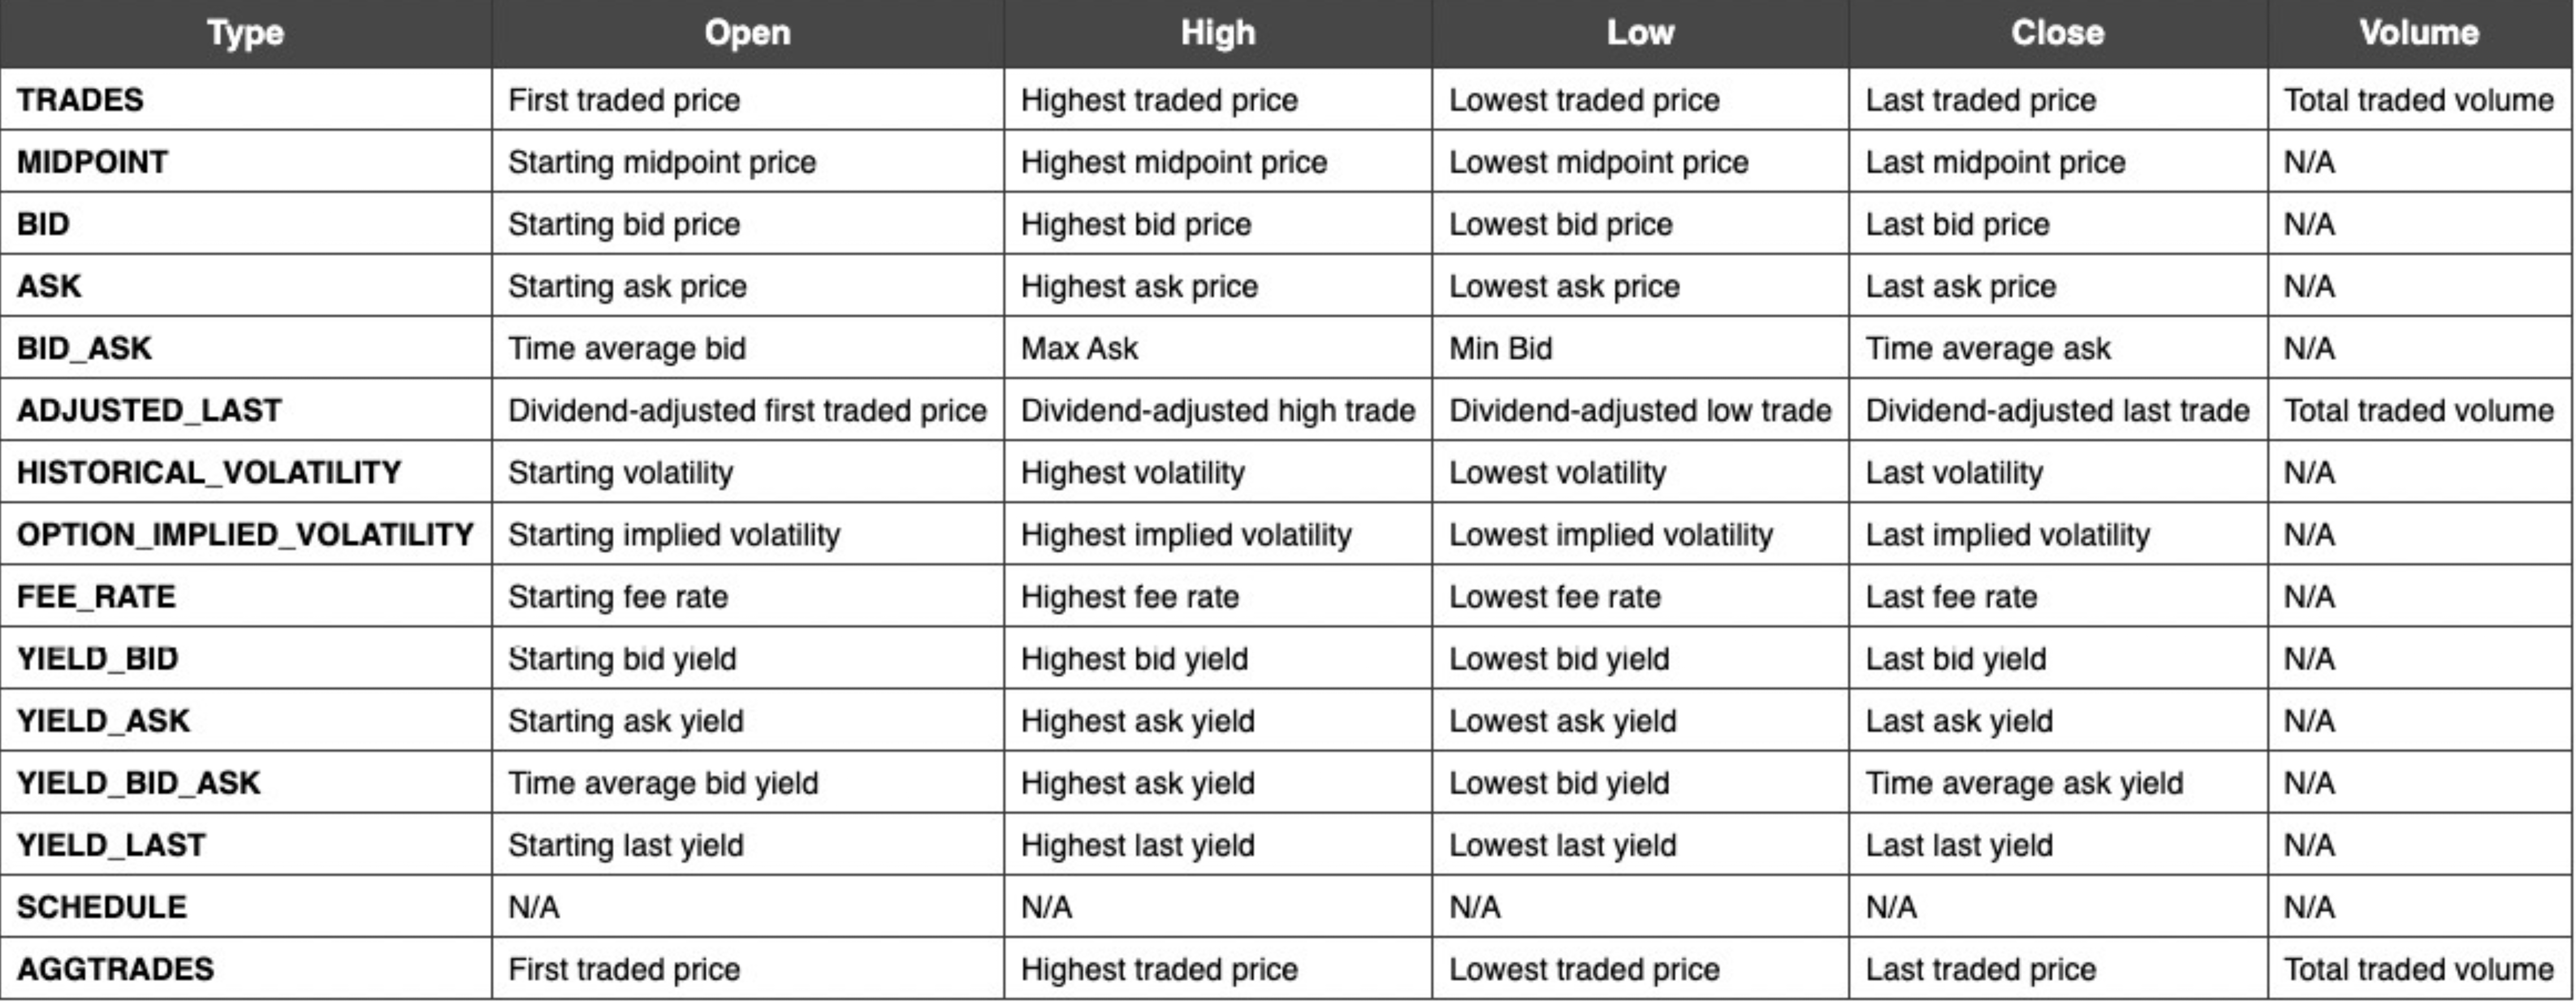 Type Open High Low Close Volume
TRADES First traded price Highest traded price Lowest traded price Last traded price Total traded volume
MIDPOINT Starting midpoint price Highest midpoint price Lowest midpoint price Last midpoint price N/A
BID Starting bid price Highest bid price Lowest bid price Last bid price N/A
ASK Starting ask price Highest ask price Lowest ask price Last ask price N/A
BID_ASK Time average bid Max Ask Min Bid Time average ask N/A
ADJUSTED_LAST Dividend-adjusted first traded price Dividend-adjusted high trade Dividend-adjusted low trade Dividend-adjusted last trade Total traded volume
HISTORICAL_VOLATILITY Starting volatility Highest volatility Lowest volatility Last volatility N/A
OPTION_IMPLIED_VOLATILITY Starting implied volatility Highest implied volatility Lowest implied volatility Last implied volatility N/A
FEE_RATE Starting fee rate Highest fee rate Lowest fee rate Last fee rate N/A
YIELD_BID Starting bid yield Highest bid yield Lowest bid yield Last bid yield N/A
YIELD_ASK Starting ask yield Highest ask yield Lowest ask yield Last ask yield N/A
YIELD_BID_ASK Time average bid yield Highest ask yield Lowest bid yield Time average ask yield N/A
YIELD_LAST Starting last yield Highest last yield Lowest last yield Last last yield N/A
SCHEDULE N/A N/A N/A N/A N/A
AGGTRADES First traded price Highest traded price Lowest traded price Last traded price Total traded volume